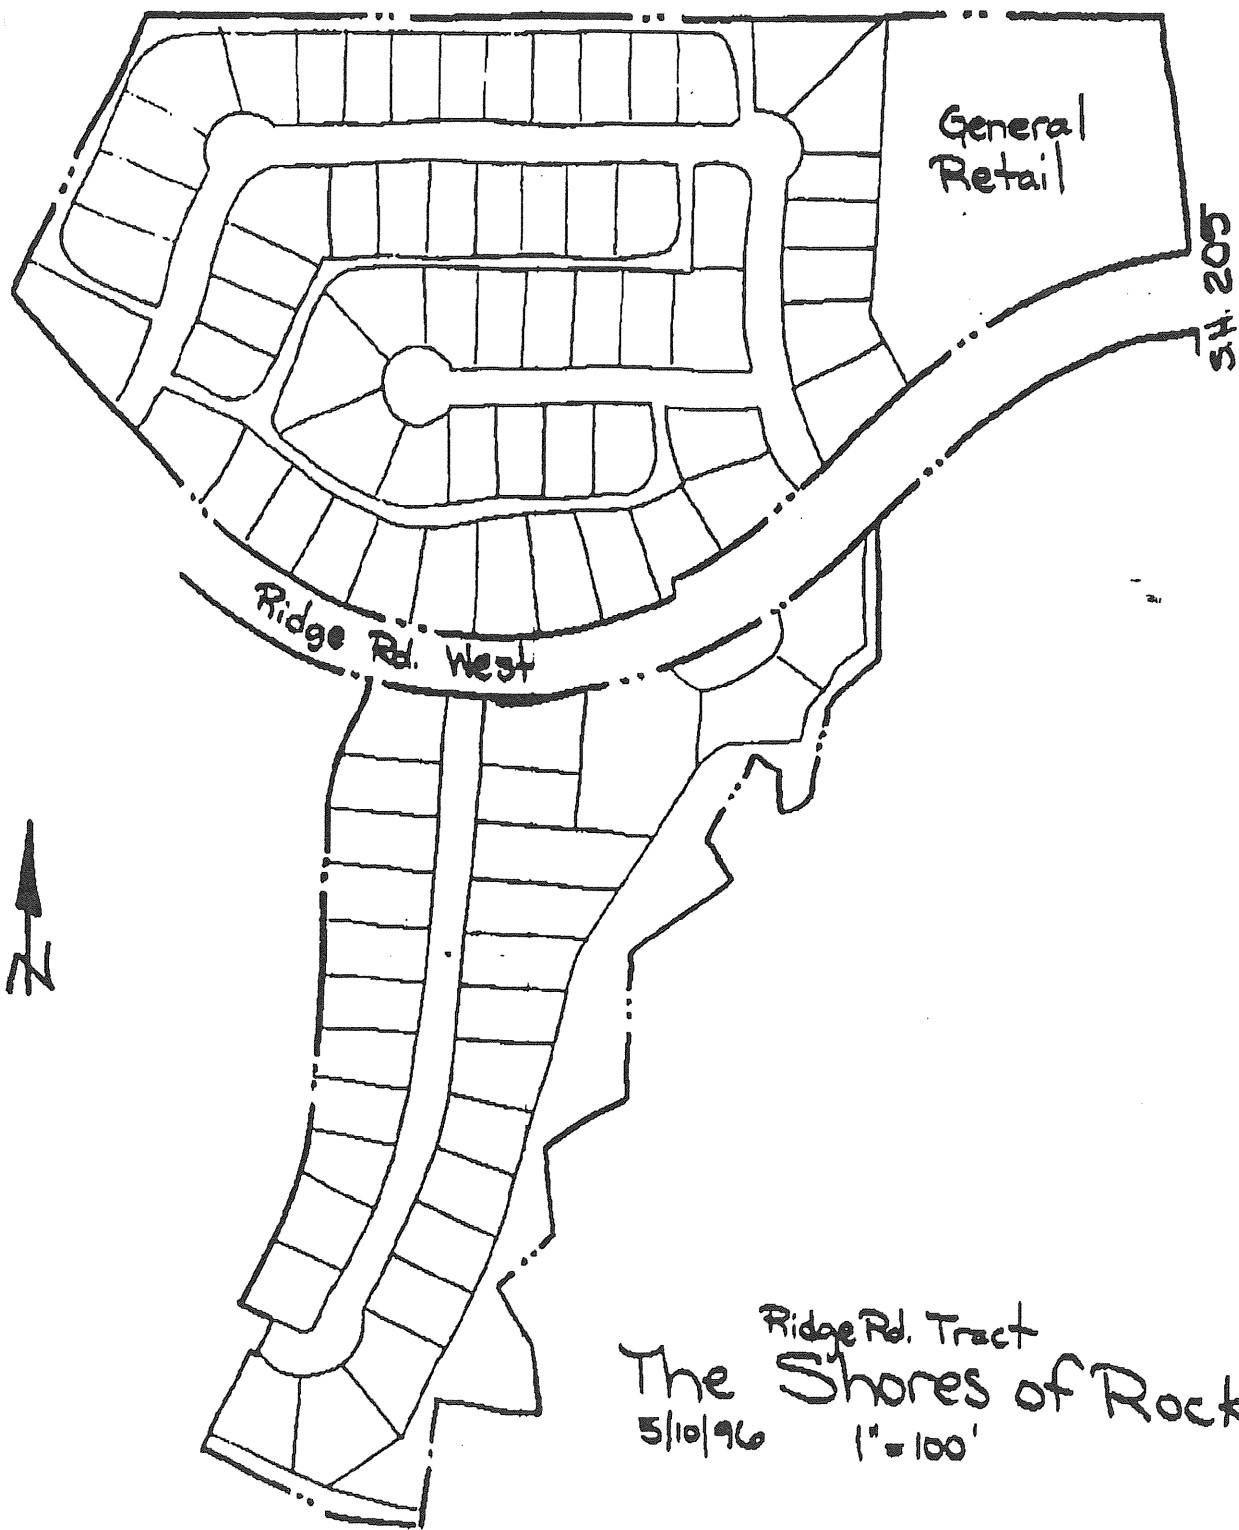 General
Retail
S.H. 205
Ridge Rd. West
N
Ridge Rd. Tract
The Shores of Rock
5/10/96
1" = 100'